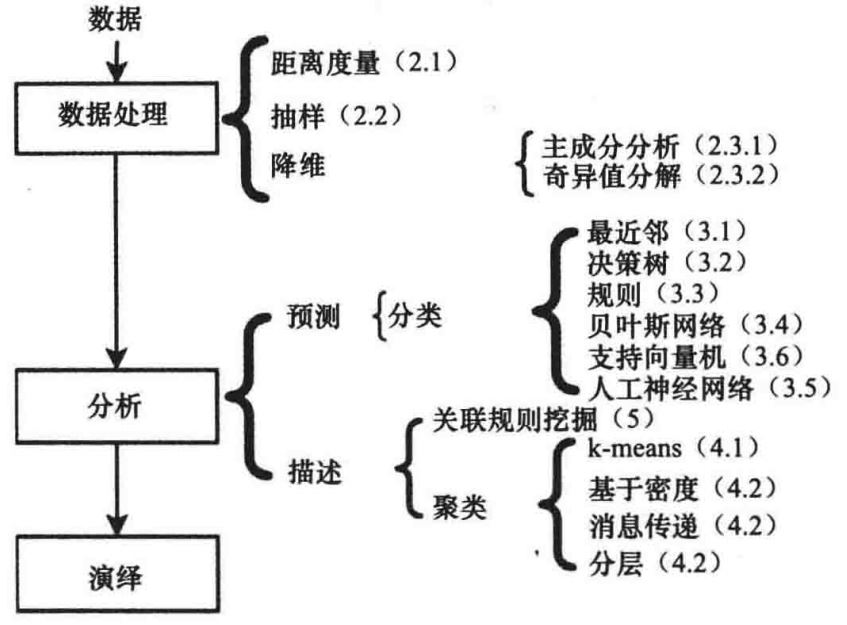 数据
数据处理
距离度量（2.1）
抽样（2.2）
降维
主成分分析（2.3.1）
奇异值分解（2.3.2）
分析
预测
分类
最近邻（3.1）
决策树（3.2）
规则（3.3）
贝叶斯网络（3.4）
支持向量机（3.6）
人工神经网络（3.5）
描述
关联规则挖掘（5）
聚类
k-means（4.1）
基于密度（4.2）
消息传递（4.2）
分层（4.2）
演绎